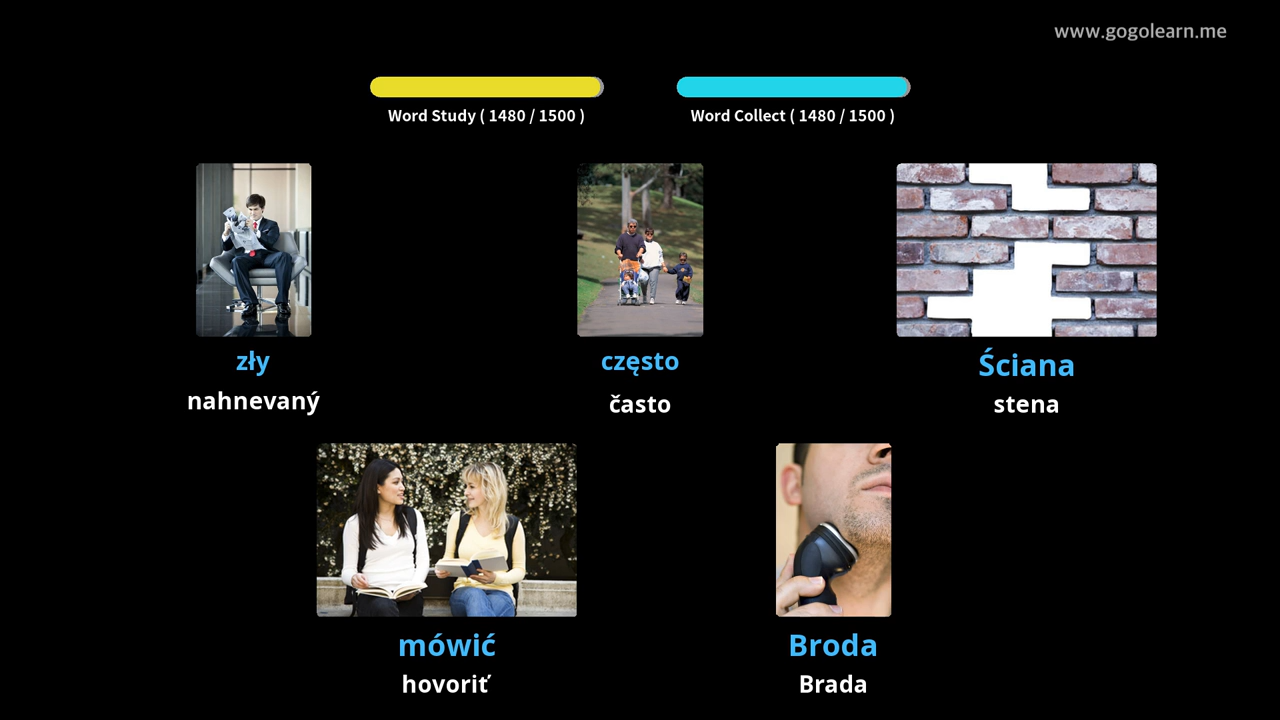 www.gogolearn.me
Word Study ( 1480 / 1500 )
Word Collect ( 1480 / 1500 )
zły
często
Ściana
nahnevaný
často
stena
mówić
Broda
hovoriť
Brada